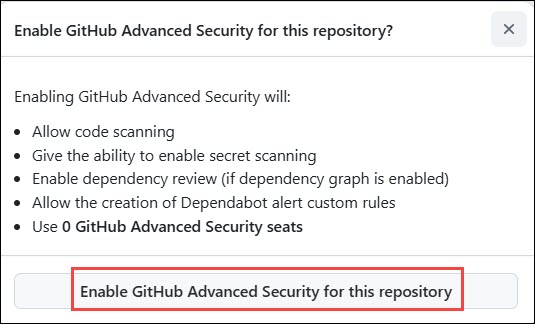 Enable GitHub Advanced Security for this repository?
Enabling GitHub Advanced Security will:
Allow code scanning
Give the ability to enable secret scanning
Enable dependency review (if dependency graph is enabled)
Allow the creation of Dependabot alert custom rules
Use 0 GitHub Advanced Security seats
Enable GitHub Advanced Security for this repository